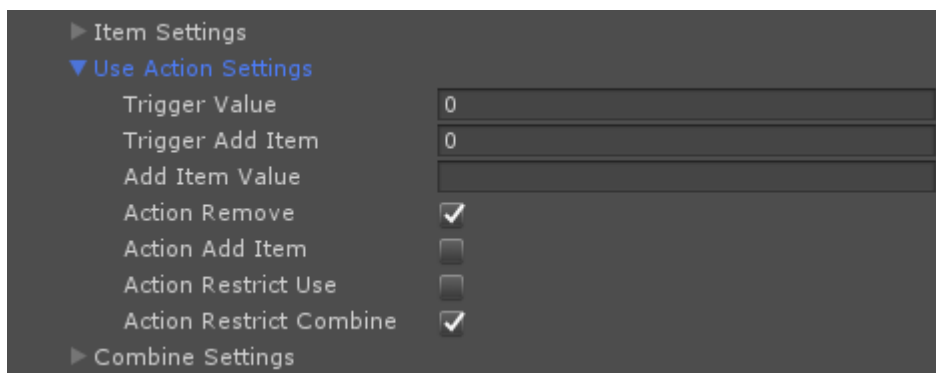 Item Settings
Use Action Settings
Trigger Value 0
Trigger Add Item 0
Add Item Value
Action Remove
Action Add Item
Action Restrict Use
Action Restrict Combine
Combine Settings